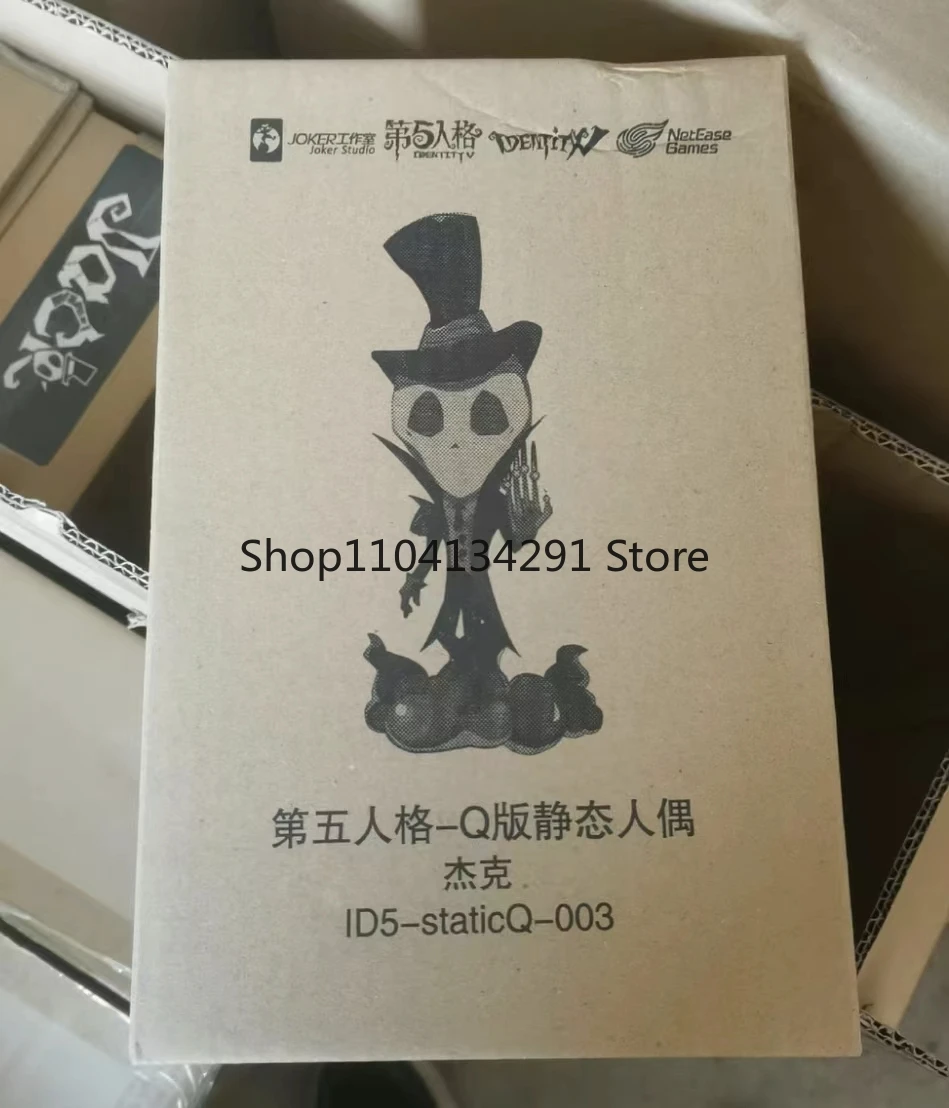 JOKER工作室 第5人格 IDENTITY V NetEase
Joker Studio IDENTITY V Games
Shop1104134291 Store
第五人格-Q版静态人偶
杰克
ID5-staticQ-003